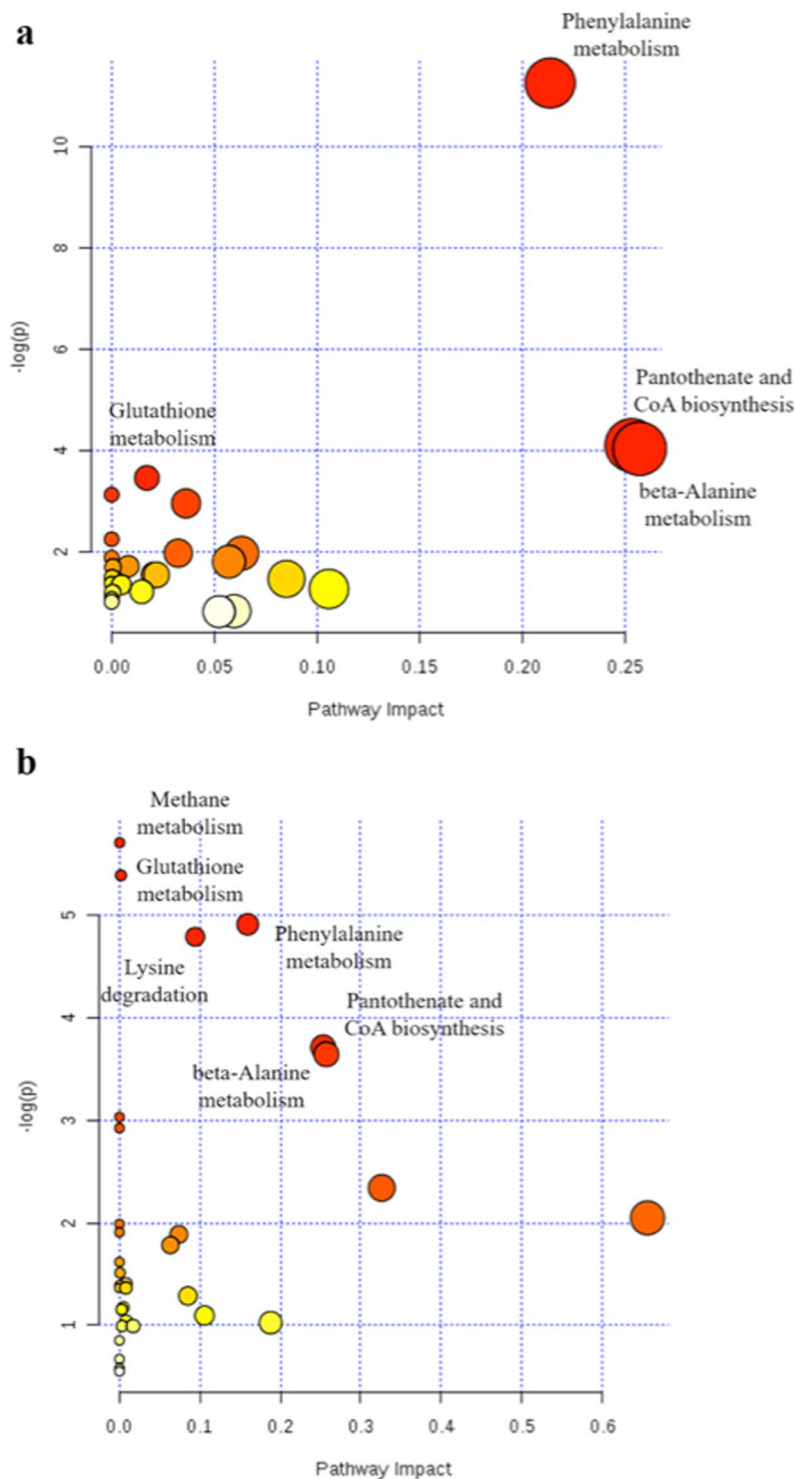 a
Phenylalanine
metabolism
10
8
6
4
2
-log(p)
Pantothenate and
CoA biosynthesis
Glutathione
metabolism
beta-Alanine
metabolism
0.00 0.05 0.10 0.15 0.20 0.25
Pathway Impact
b
Methane
metabolism
Glutathione
metabolism
Phenylalanine
metabolism
Lysine
degradation
Pantothenate and
CoA biosynthesis
beta-Alanine
metabolism
5
4
3
2
1
-log(p)
0.0 0.1 0.2 0.3 0.4 0.5 0.6
Pathway Impact